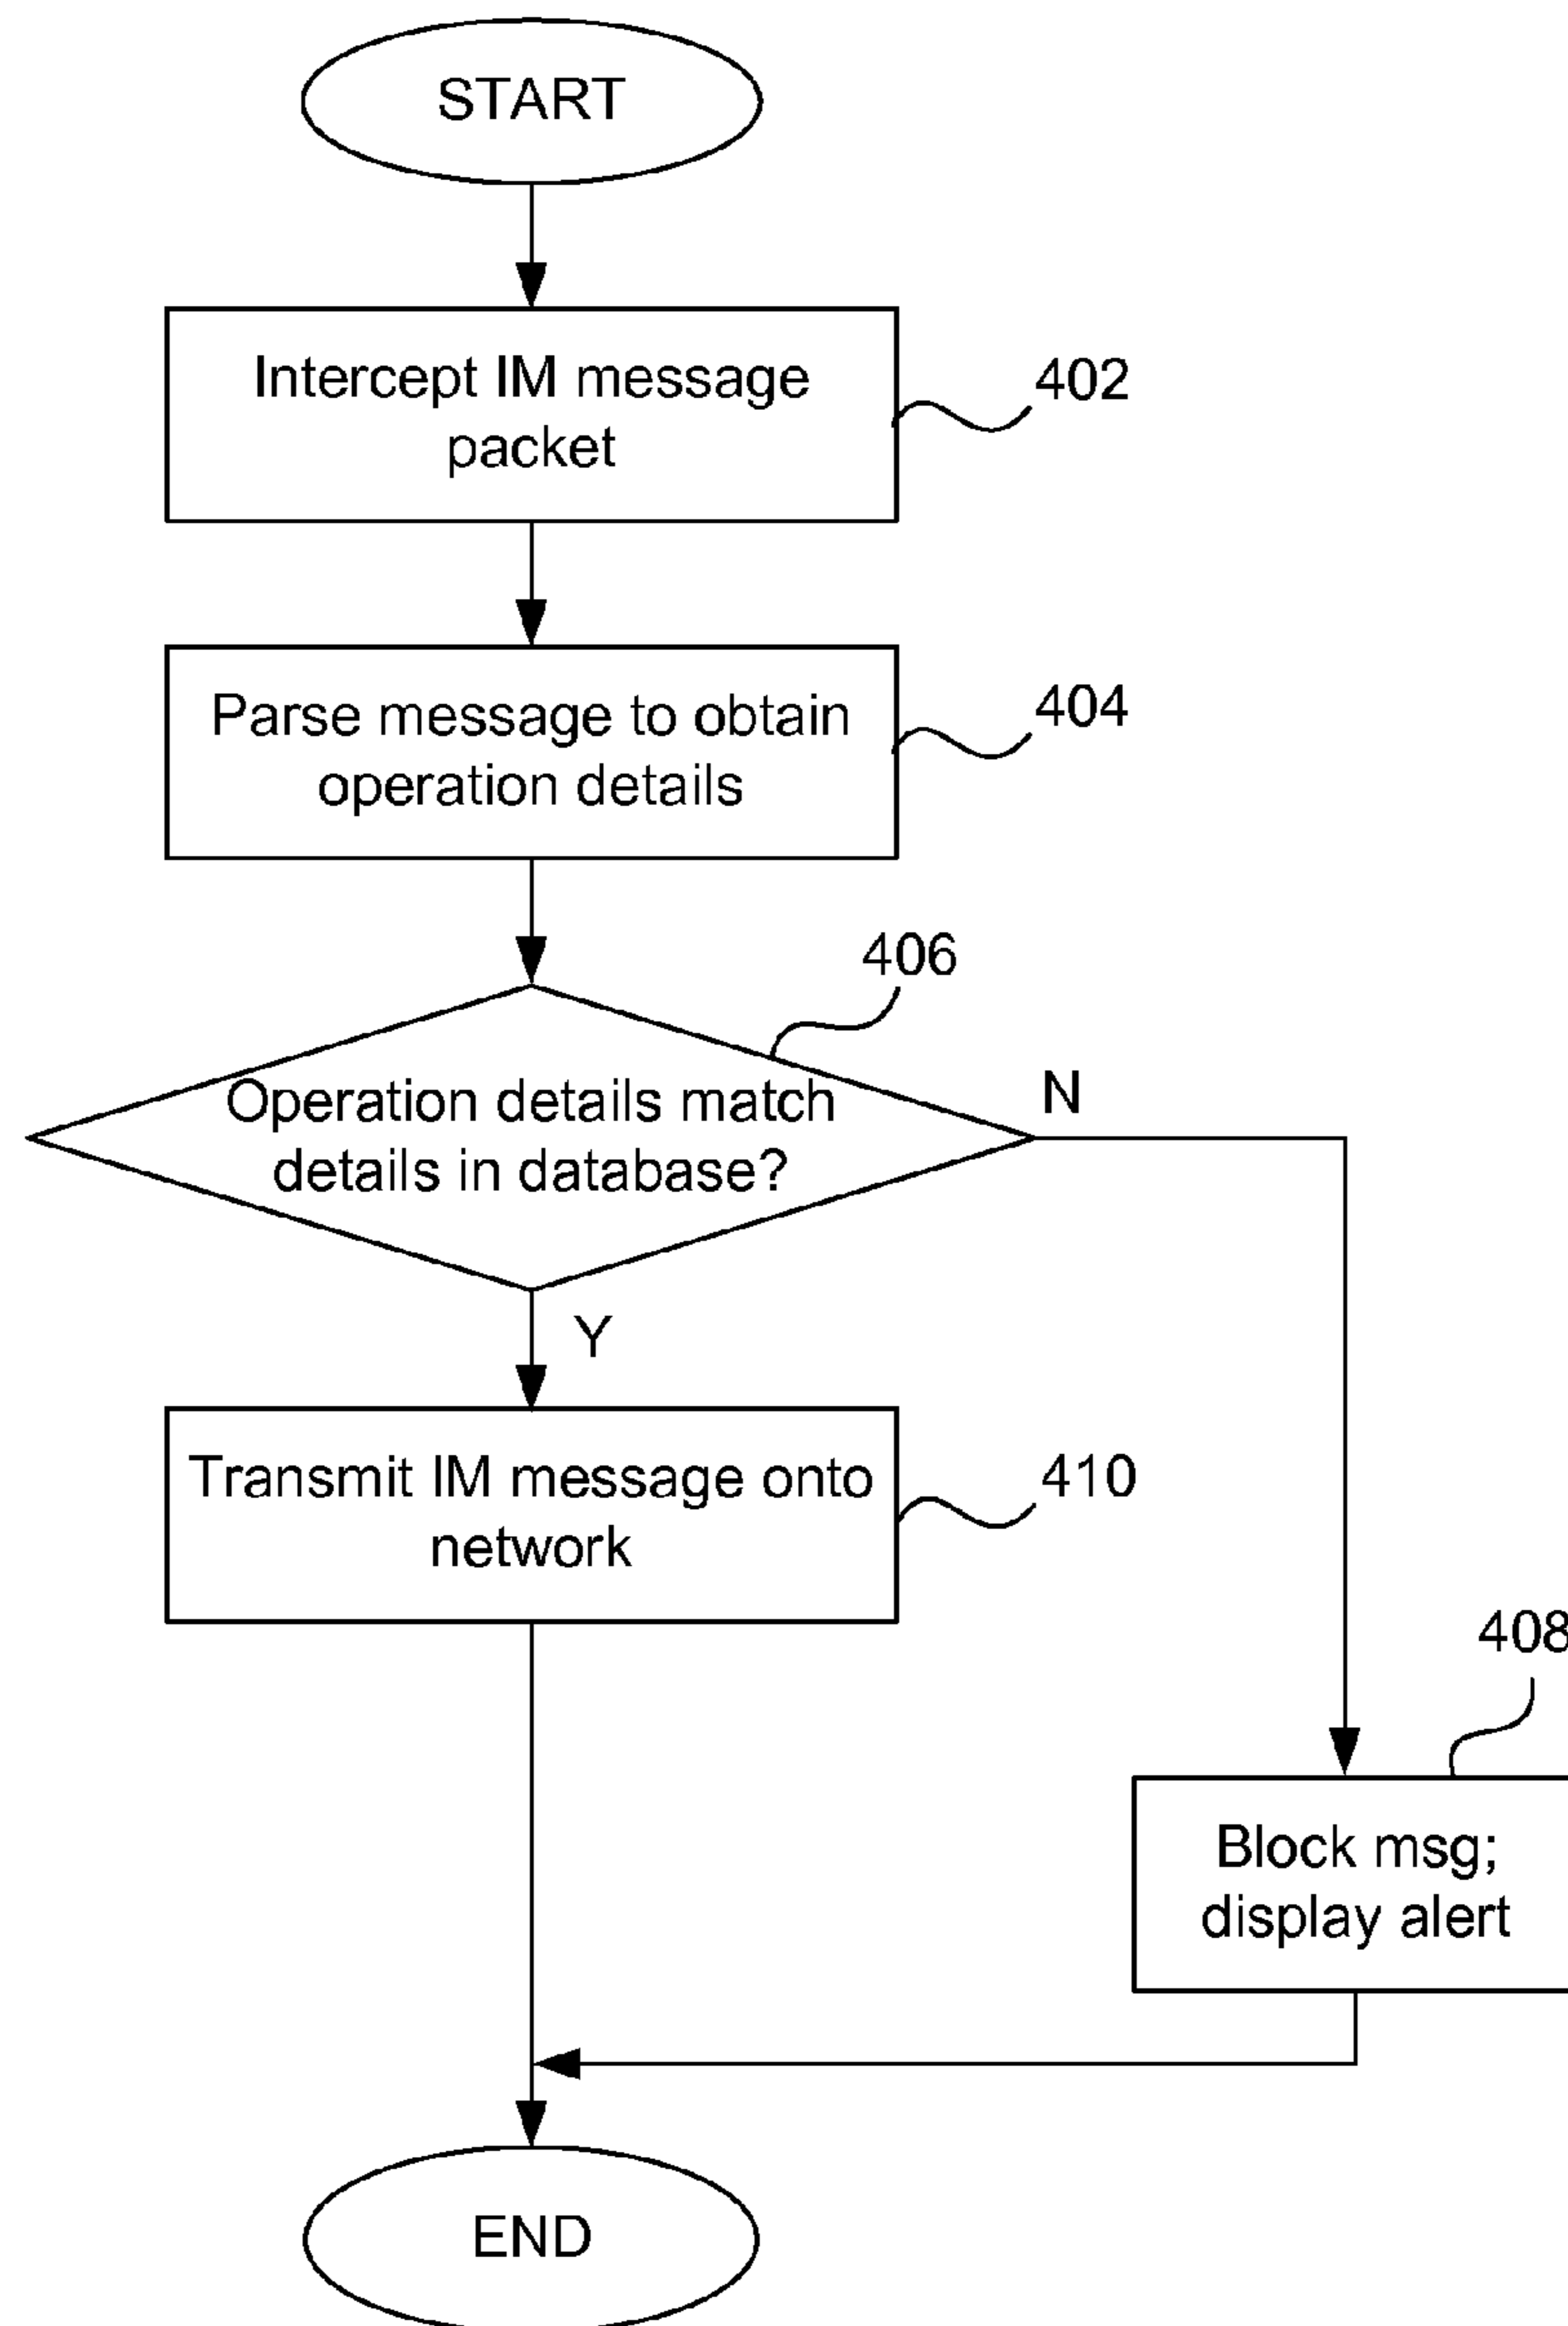 START
Intercept IM message
packet
402
Parse message to obtain
operation details
404
406
Operation details match
details in database?
N
Y
Transmit IM message onto
network
410
408
Block msg;
display alert
END